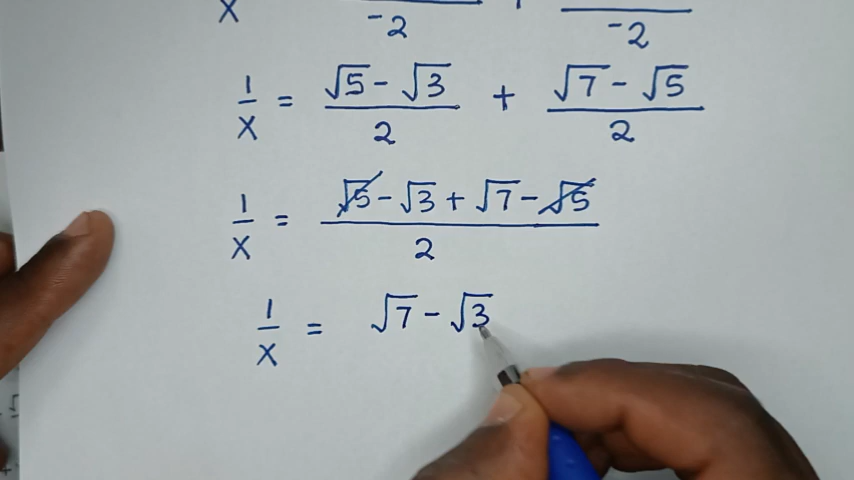 x -2 + -2
1/x = (√5 - √3)/2 + (√7 - √5)/2
1/x = (√5 - √3 + √7 - √5)/2
1/x = √7 - √3